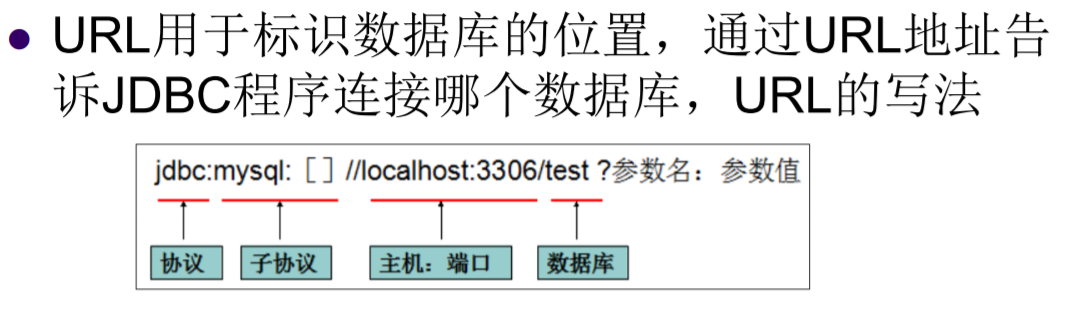 ● URL用于标识数据库的位置，通过URL地址告
诉JDBC程序连接哪个数据库，URL的写法
jdbc:mysql: [ ] //localhost:3306/test ?参数名：参数值
协议 子协议 主机：端口 数据库